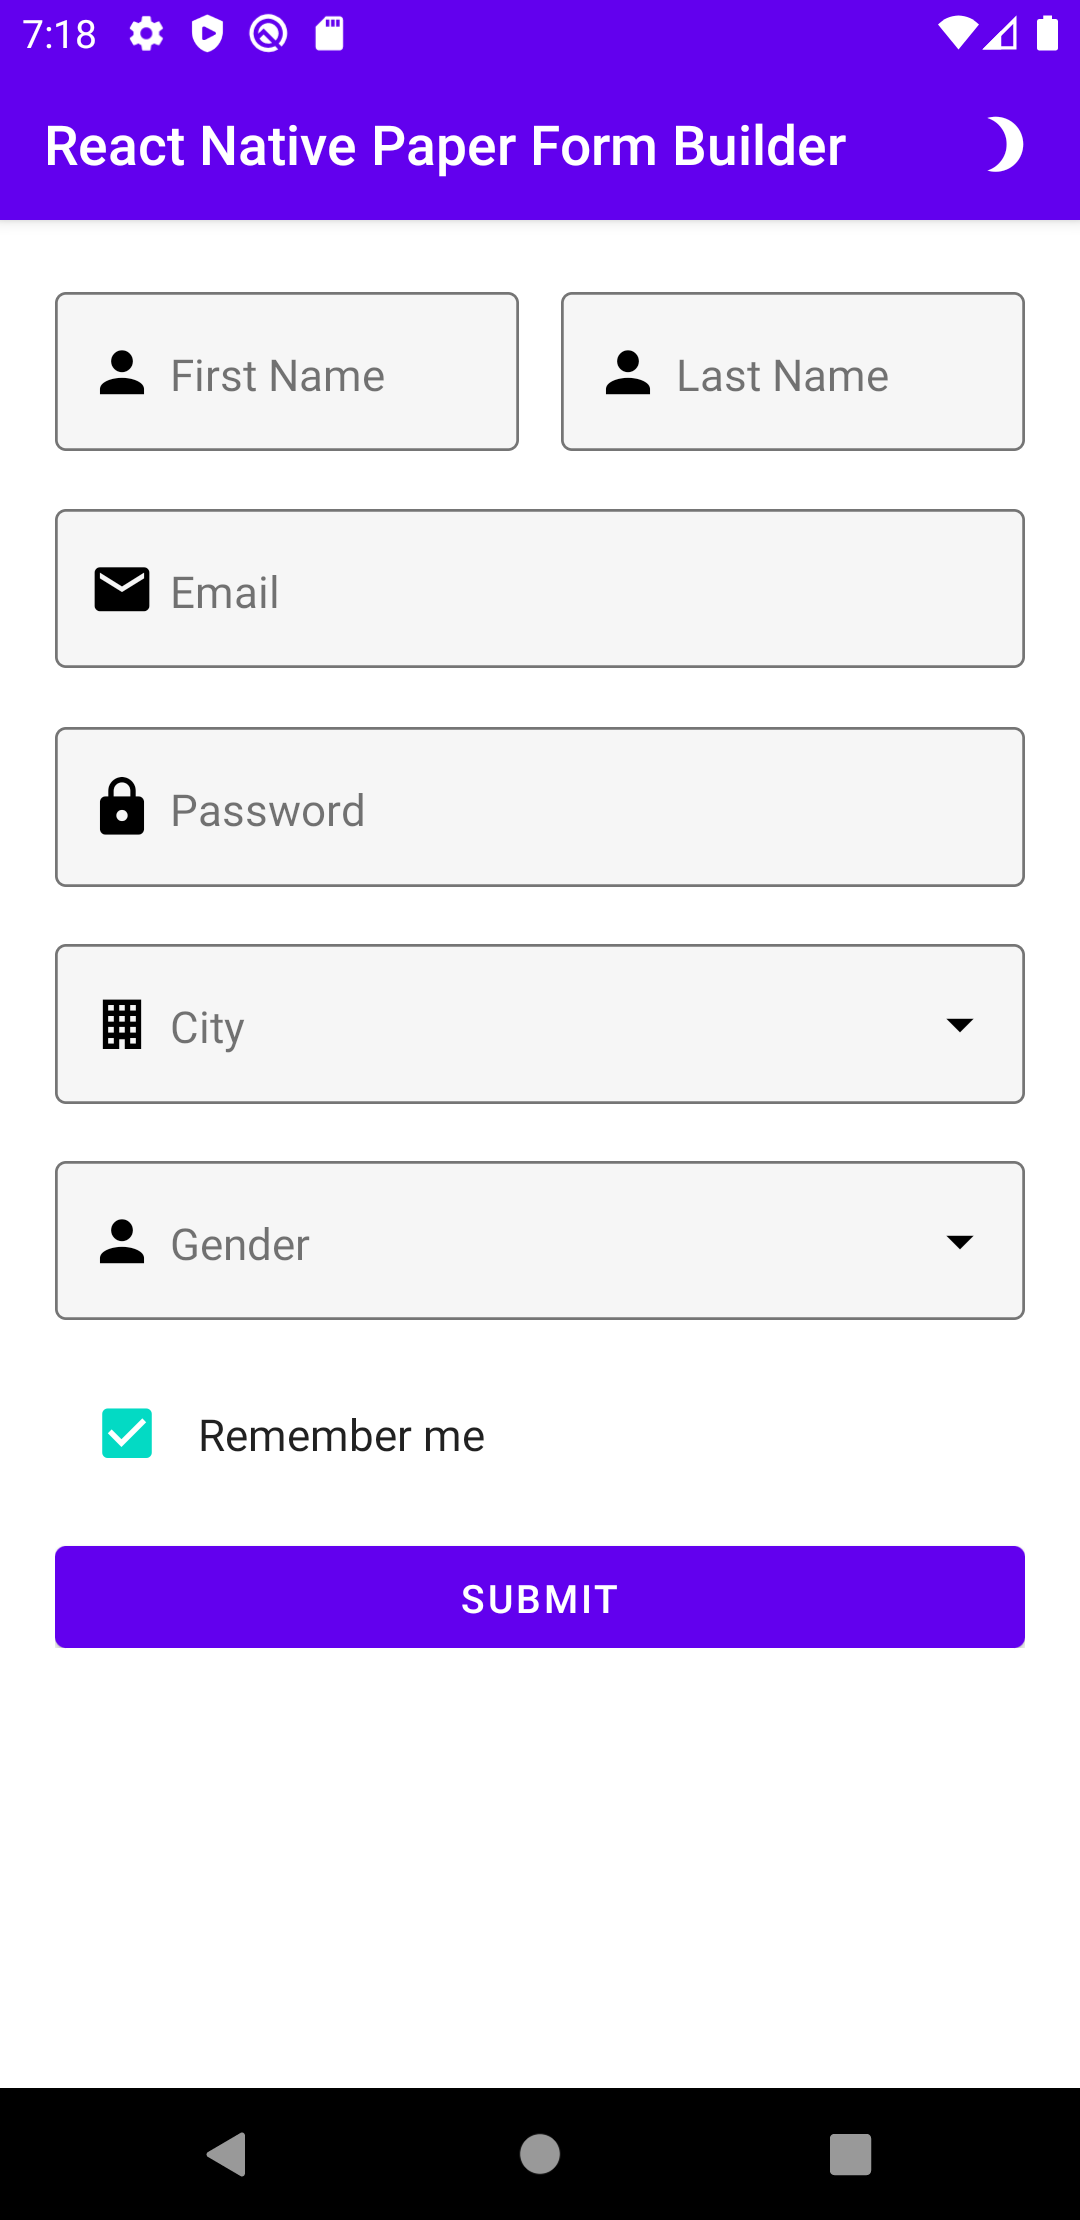 7:18
React Native Paper Form Builder
First Name
Last Name
Email
Password
City
Gender
Remember me
SUBMIT